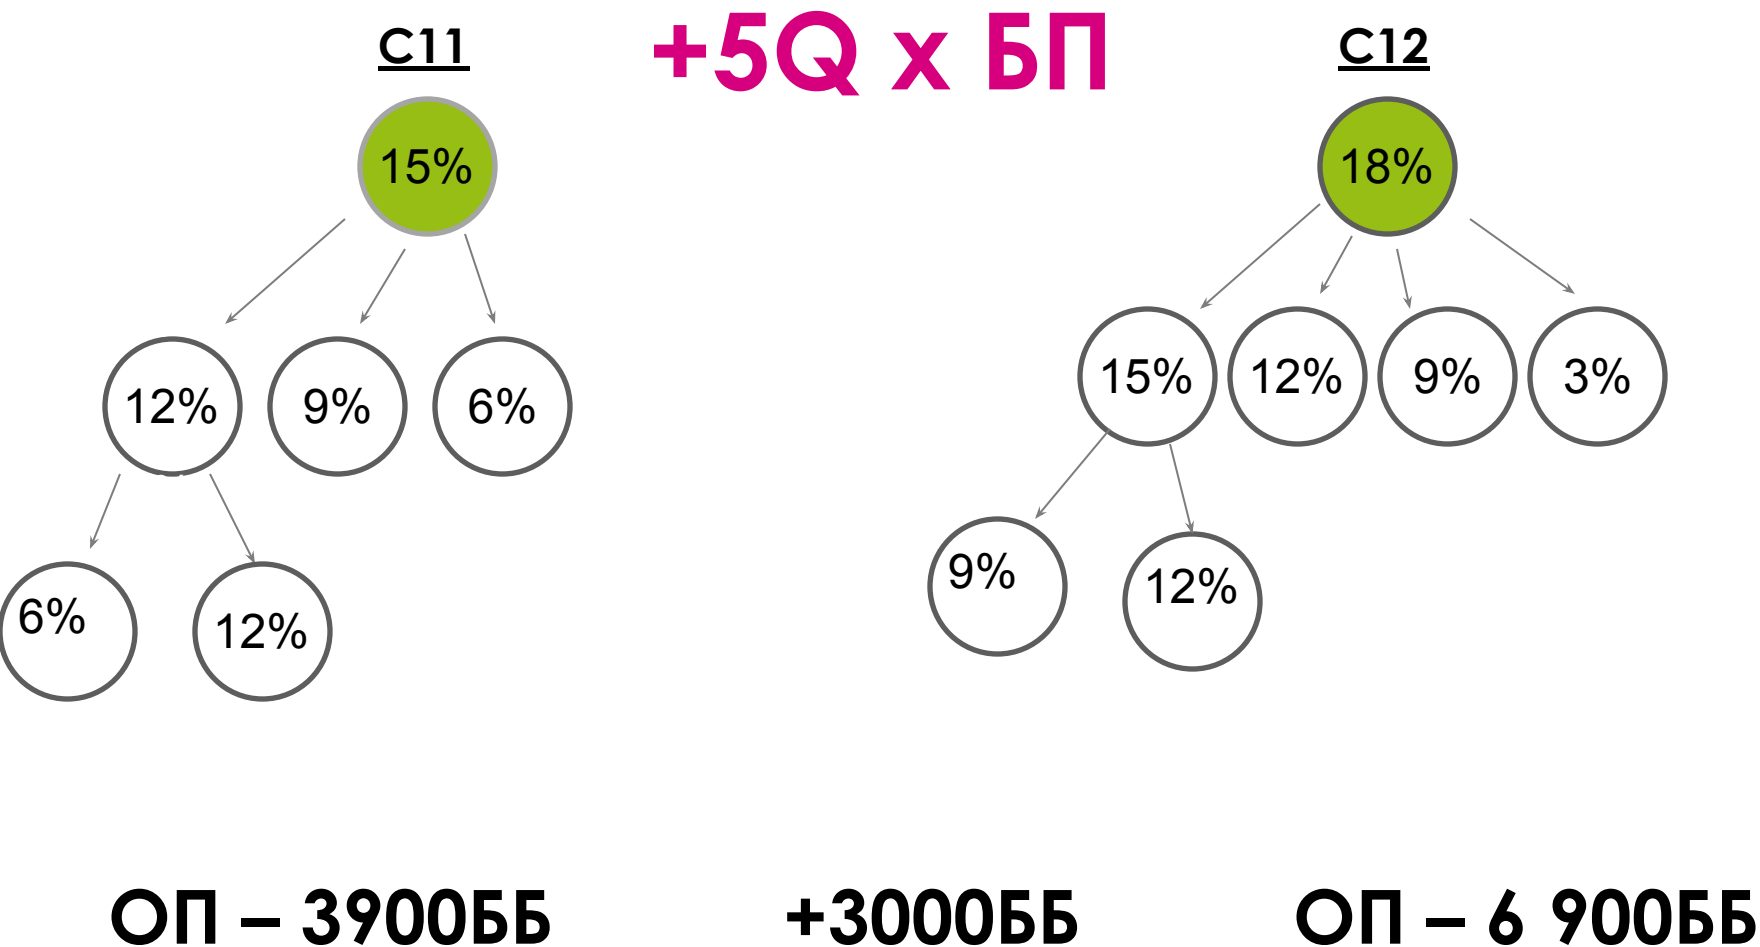 С11
+5Q x БП
С12
15%
18%
12%
9%
6%
15%
12%
9%
3%
6%
12%
9%
12%
ОП – 3900ББ
+3000ББ
ОП – 6 900ББ